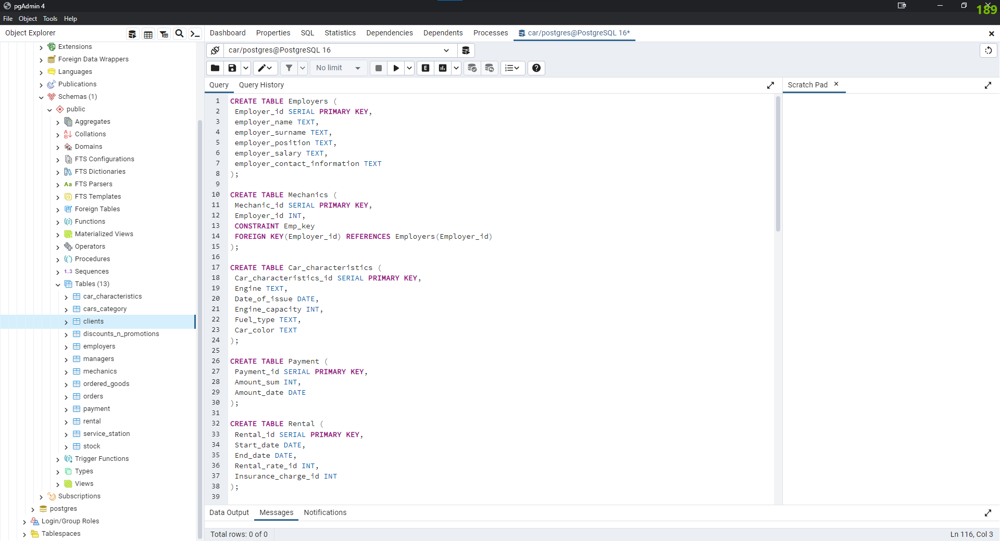 pgAdmin 4
189
File Object Tools Help
Object Explorer
Dashboard Properties SQL Statistics Dependencies Dependents Processes car/postgres@PostgreSQL 16*
Extensions
Foreign Data Wrappers
Languages
Publications
Schemas (1)
public
Aggregates
Collations
Domains
FTS Configurations
FTS Dictionaries
Aa FTS Parsers
FTS Templates
Foreign Tables
Functions
Materialized Views
Operators
Procedures
1..3 Sequences
Tables (13)
car_characteristics
cars_category
clients
discounts_n_promotions
employers
managers
mechanics
ordered_goods
orders
payment
rental
service_station
stock
Trigger Functions
Types
Views
Subscriptions
postgres
Login/Group Roles
Tablespaces
car/postgres@PostgreSQL 16
No limit
E
Query Query History
Scratch Pad
1 CREATE TABLE Employers (
2 Employer_id SERIAL PRIMARY KEY,
3 employer_name TEXT,
4 employer_surname TEXT,
5 employer_position TEXT,
6 employer_salary TEXT,
7 employer_contact_information TEXT
8 );
9
10 CREATE TABLE Mechanics (
11 Mechanic_id SERIAL PRIMARY KEY,
12 Employer_id INT,
13 CONSTRAINT Emp_key
14 FOREIGN KEY(Employer_id) REFERENCES Employers(Employer_id)
15 );
16
17 CREATE TABLE Car_characteristics (
18 Car_characteristics_id SERIAL PRIMARY KEY,
19 Engine TEXT,
20 Date_of_issue DATE,
21 Engine_capacity INT,
22 Fuel_type TEXT,
23 Car_color TEXT
24 );
25
26 CREATE TABLE Payment (
27 Payment_id SERIAL PRIMARY KEY,
28 Amount_sum INT,
29 Amount_date DATE
30 );
31
32 CREATE TABLE Rental (
33 Rental_id SERIAL PRIMARY KEY,
34 Start_date DATE,
35 End_date DATE,
36 Rental_rate_id INT,
37 Insurance_charge_id INT
38 );
39
Data Output Messages Notifications
Total rows: 0 of 0
Ln 116, Col 3